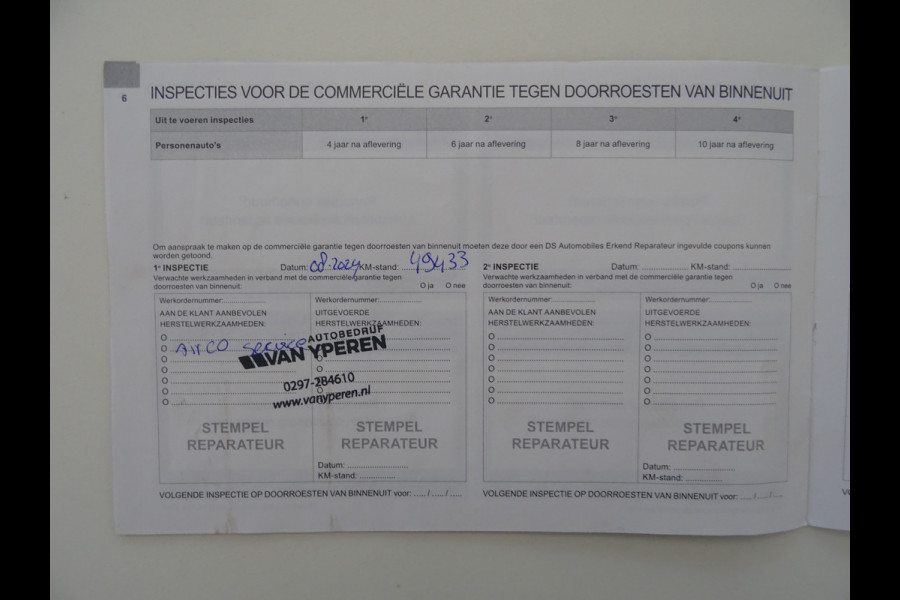 6
INSPECTIES VOOR DE COMMERCIËLE GARANTIE TEGEN DOORROESTEN VAN BINNENUIT
Uit te voeren inspecties 1e 2e 3e 4e
Personenauto's 4 jaar na aflevering 6 jaar na aflevering 8 jaar na aflevering 10 jaar na aflevering
Om aanspraak te maken op de commerciële garantie tegen doorroesten van binnenuit moeten deze door een DS Automobiles Erkend Reparateur ingevulde coupons kunnen
worden getoond.
1e INSPECTIE Datum: 08-2024 KM-stand: 49433
Verwachte werkzaamheden in verband met de commerciële garantie tegen
doorroesten van binnenuit: O ja O nee
Werkordernummer:
AAN DE KLANT AANBEVOLEN
HERSTELWERKZAAMHEDEN:
AIRCO service
Werkordernummer:
UITGEVOERDE
HERSTELWERKZAAMHEDEN:
AUTOBEDRIJF
VAN YPEREN
0297-284610
www.vanyperen.nl
STEMPEL
REPARATEUR
STEMPEL
REPARATEUR
Datum:
KM-stand:
VOLGENDE INSPECTIE OP DOORROESTEN VAN BINNENUIT voor: ..... / ..... / .....
2e INSPECTIE Datum: KM-stand:
Verwachte werkzaamheden in verband met de commerciële garantie tegen
doorroesten van binnenuit: O ja O nee
Werkordernummer:
AAN DE KLANT AANBEVOLEN
HERSTELWERKZAAMHEDEN:
Werkordernummer:
UITGEVOERDE
HERSTELWERKZAAMHEDEN:
STEMPEL
REPARATEUR
STEMPEL
REPARATEUR
Datum:
KM-stand:
VOLGENDE INSPECTIE OP DOORROESTEN VAN BINNENUIT voor: ..... / ..... / .....